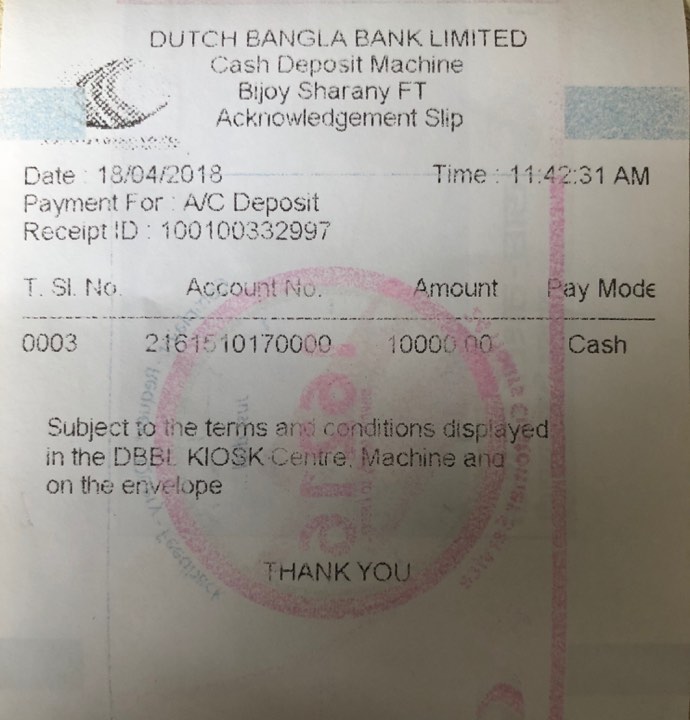 DUTCH BANGLA BANK LIMITED
Cash Deposit Machine
Bijoy Sharany FT
Acknowledgement Slip
Date : 18/04/2018 Time : 11:42:31 AM
Payment For : A/C Deposit
Receipt ID : 100100332997
T. Sl. No. Account No. Amount Pay Mode
0003 2161510170000 10000.00 Cash
Subject to the terms and conditions displayed
in the DBBL KIOSK Centre, Machine and
on the envelope
THANK YOU